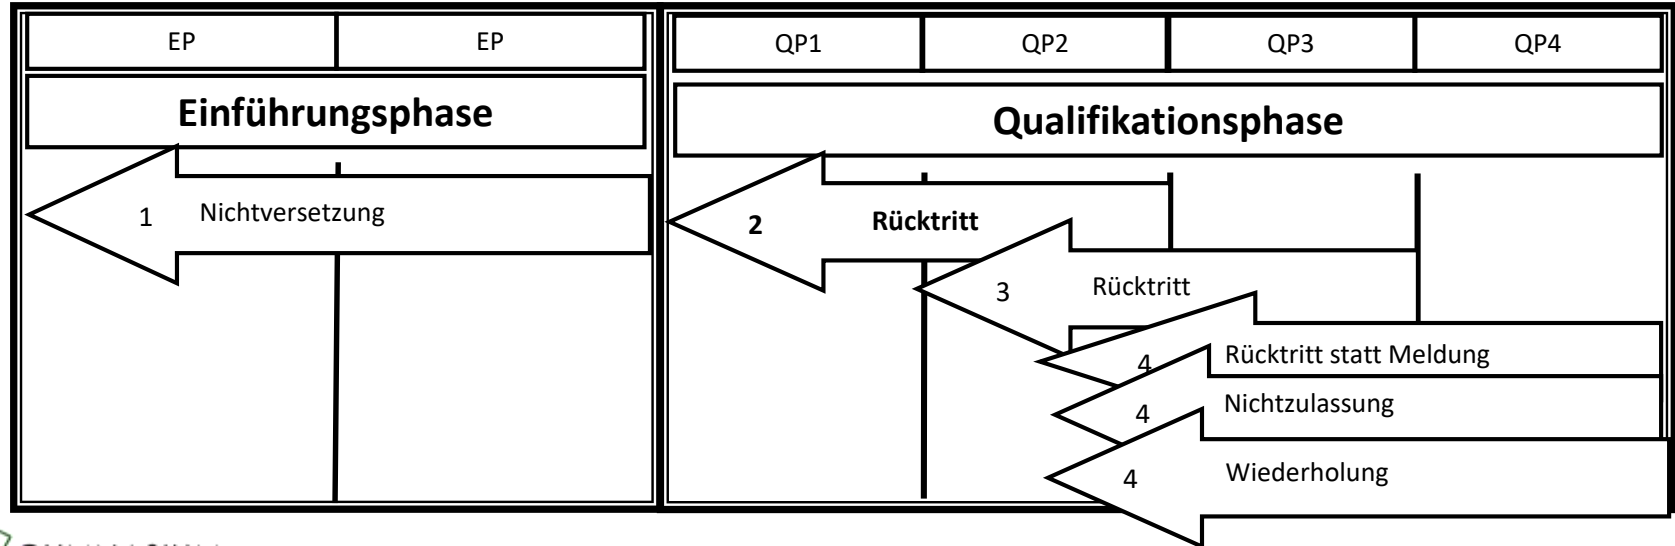 EP EP QP1 QP2 QP3 QP4
Einführungsphase
Qualifikationsphase
1 Nichtversetzung
2 Rücktritt
3 Rücktritt
4 Rücktritt statt Meldung
4 Nichtzulassung
4 Wiederholung